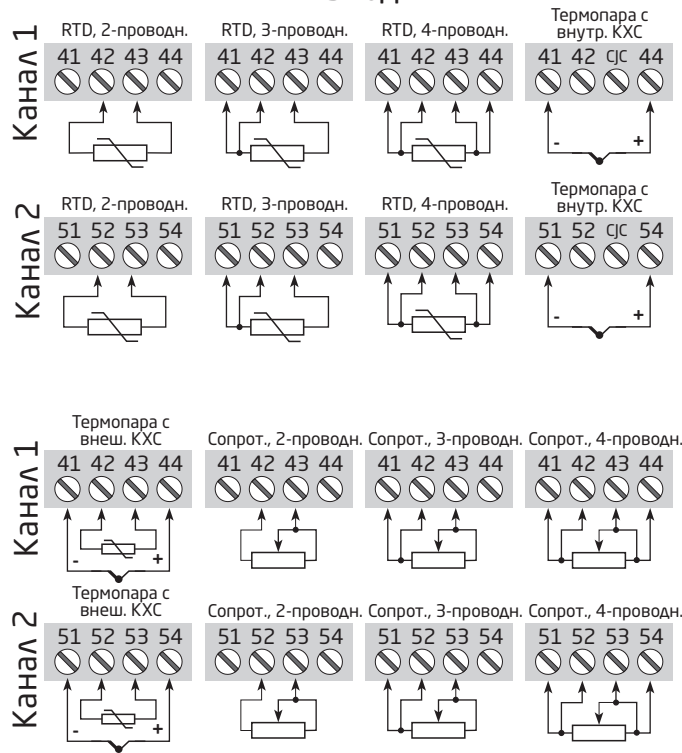 Канал 1
RTD, 2-проводн.
41 42 43 44
RTD, 3-проводн.
41 42 43 44
RTD, 4-проводн.
41 42 43 44
Термопара с
внутр. КХС
41 42 CJC 44
- +
Канал 2
RTD, 2-проводн.
51 52 53 54
RTD, 3-проводн.
51 52 53 54
RTD, 4-проводн.
51 52 53 54
Термопара с
внутр. КХС
51 52 CJC 54
- +
Канал 1
Термопара с
внеш. КХС
41 42 43 44
- +
Сопрот., 2-проводн.
41 42 43 44
Сопрот., 3-проводн.
41 42 43 44
Сопрот., 4-проводн.
41 42 43 44
Канал 2
Термопара с
внеш. КХС
51 52 53 54
- +
Сопрот., 2-проводн.
51 52 53 54
Сопрот., 3-проводн.
51 52 53 54
Сопрот., 4-проводн.
51 52 53 54